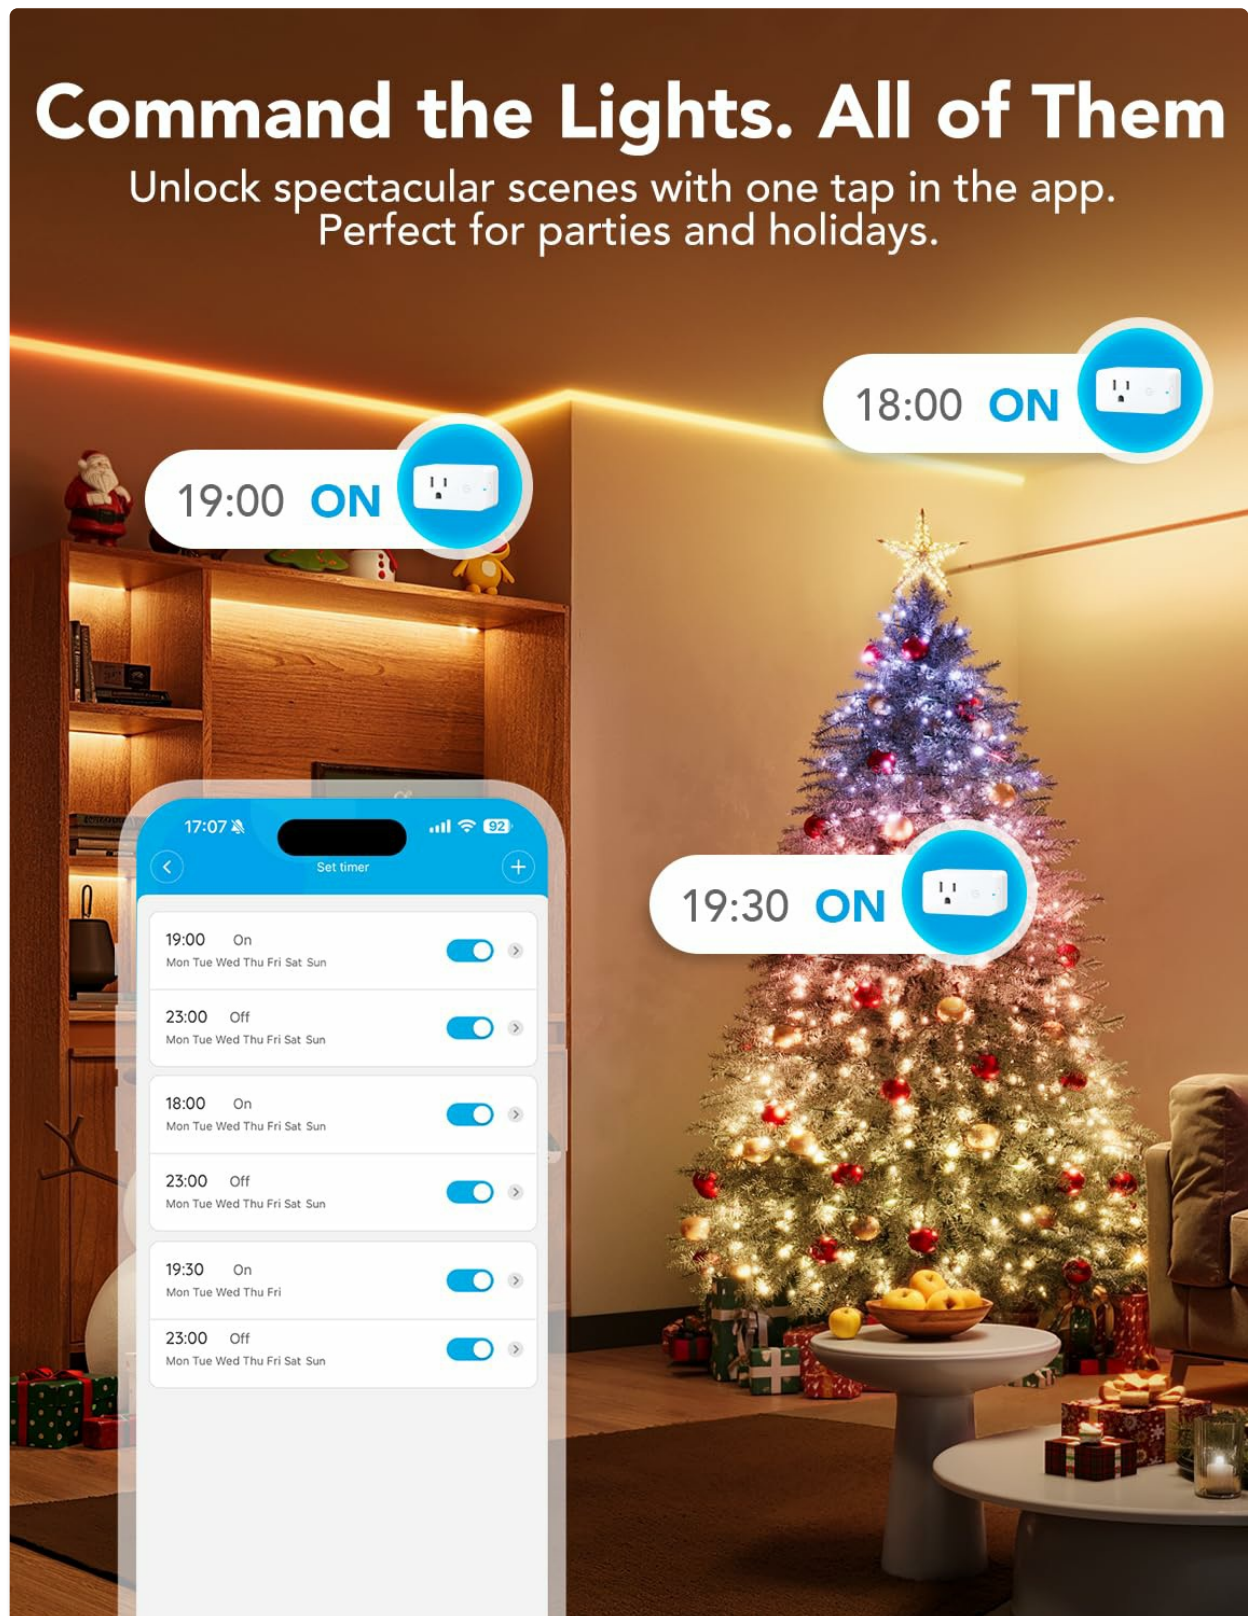 Command the Lights. All of Them
Unlock spectacular scenes with one tap in the app.
Perfect for parties and holidays.
18:00 ON
19:00 ON
19:30 ON
17:07 92
Set timer
19:00 On
Mon Tue Wed Thu Fri Sat Sun
23:00 Off
Mon Tue Wed Thu Fri Sat Sun
18:00 On
Mon Tue Wed Thu Fri Sat Sun
23:00 Off
Mon Tue Wed Thu Fri Sat Sun
19:30 On
Mon Tue Wed Thu Fri
23:00 Off
Mon Tue Wed Thu Fri Sat Sun